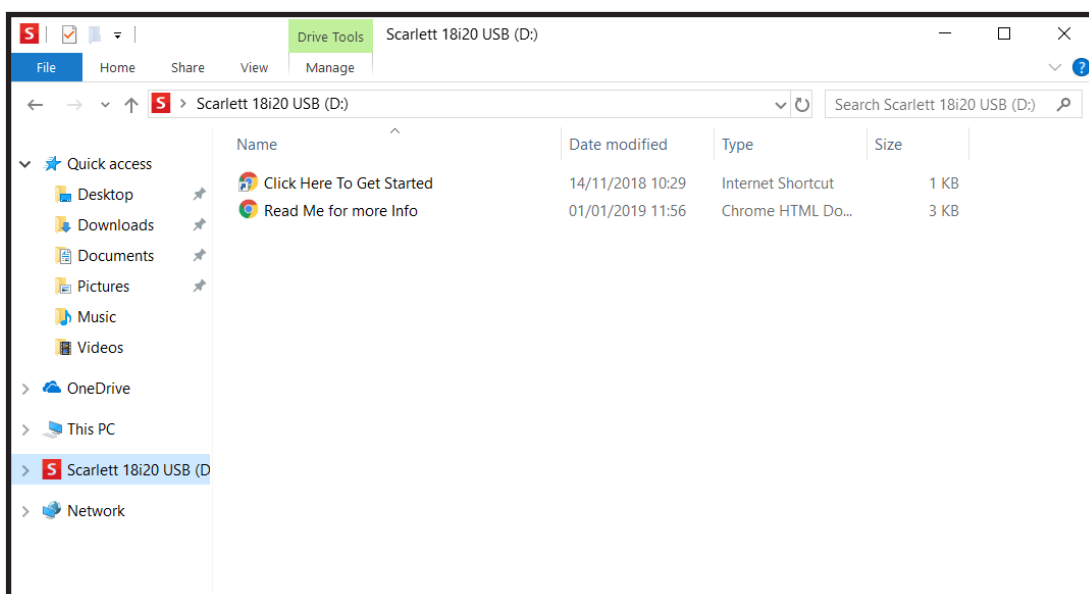 S Drive Tools Scarlett 18i20 USB (D:)
File Home Share View Manage ?
S > Scarlett 18i20 USB (D:) Search Scarlett 18i20 USB (D:)
Name Date modified Type Size
Quick access
Click Here To Get Started 14/11/2018 10:29 Internet Shortcut 1 KB
Desktop
Read Me for more Info 01/01/2019 11:56 Chrome HTML Do... 3 KB
Downloads
Documents
Pictures
Music
Videos
OneDrive
This PC
S Scarlett 18i20 USB (D
Network